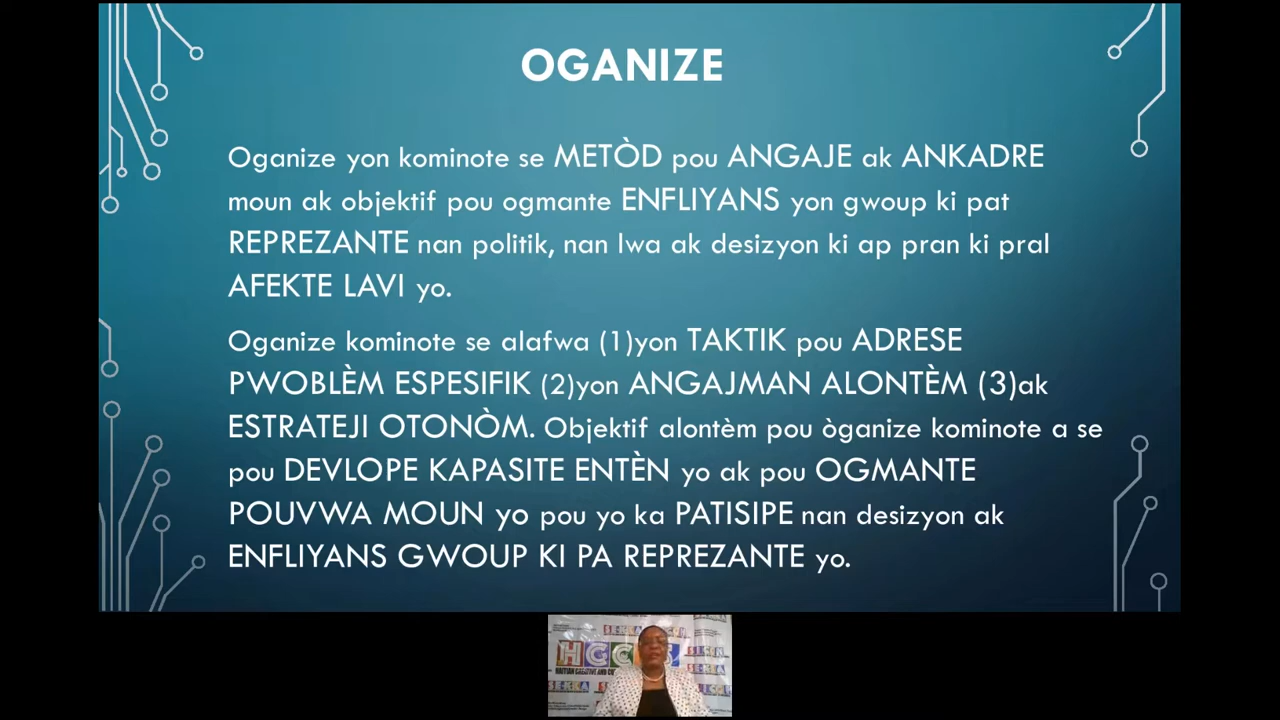 OGANIZE
Oganize yon kominote se METÒD pou ANGAJE ak ANKADRE
moun ak objektif pou ogmante ENFLIYANS yon gwoup ki pat
REPREZANTE nan politik, nan lwa ak desizyon ki ap pran ki pral
AFEKTE LAVI yo.
Oganize kominote se alafwa (1)yon TAKTIK pou ADRESE
PWOBLÈM ESPESIFIK (2)yon ANGAJMAN ALONTÈM (3)ak
ESTRATEJI OTONÒM. Objektif alontèm pou òganize kominote a se
pou DEVLOPE KAPASITE ENTÈN yo ak pou OGMANTE
POUVWA MOUN yo pou yo ka PATISIPE nan desizyon ak
ENFLIYANS GWOUP KI PA REPREZANTE yo.
HAITIAN CREATIVE AND